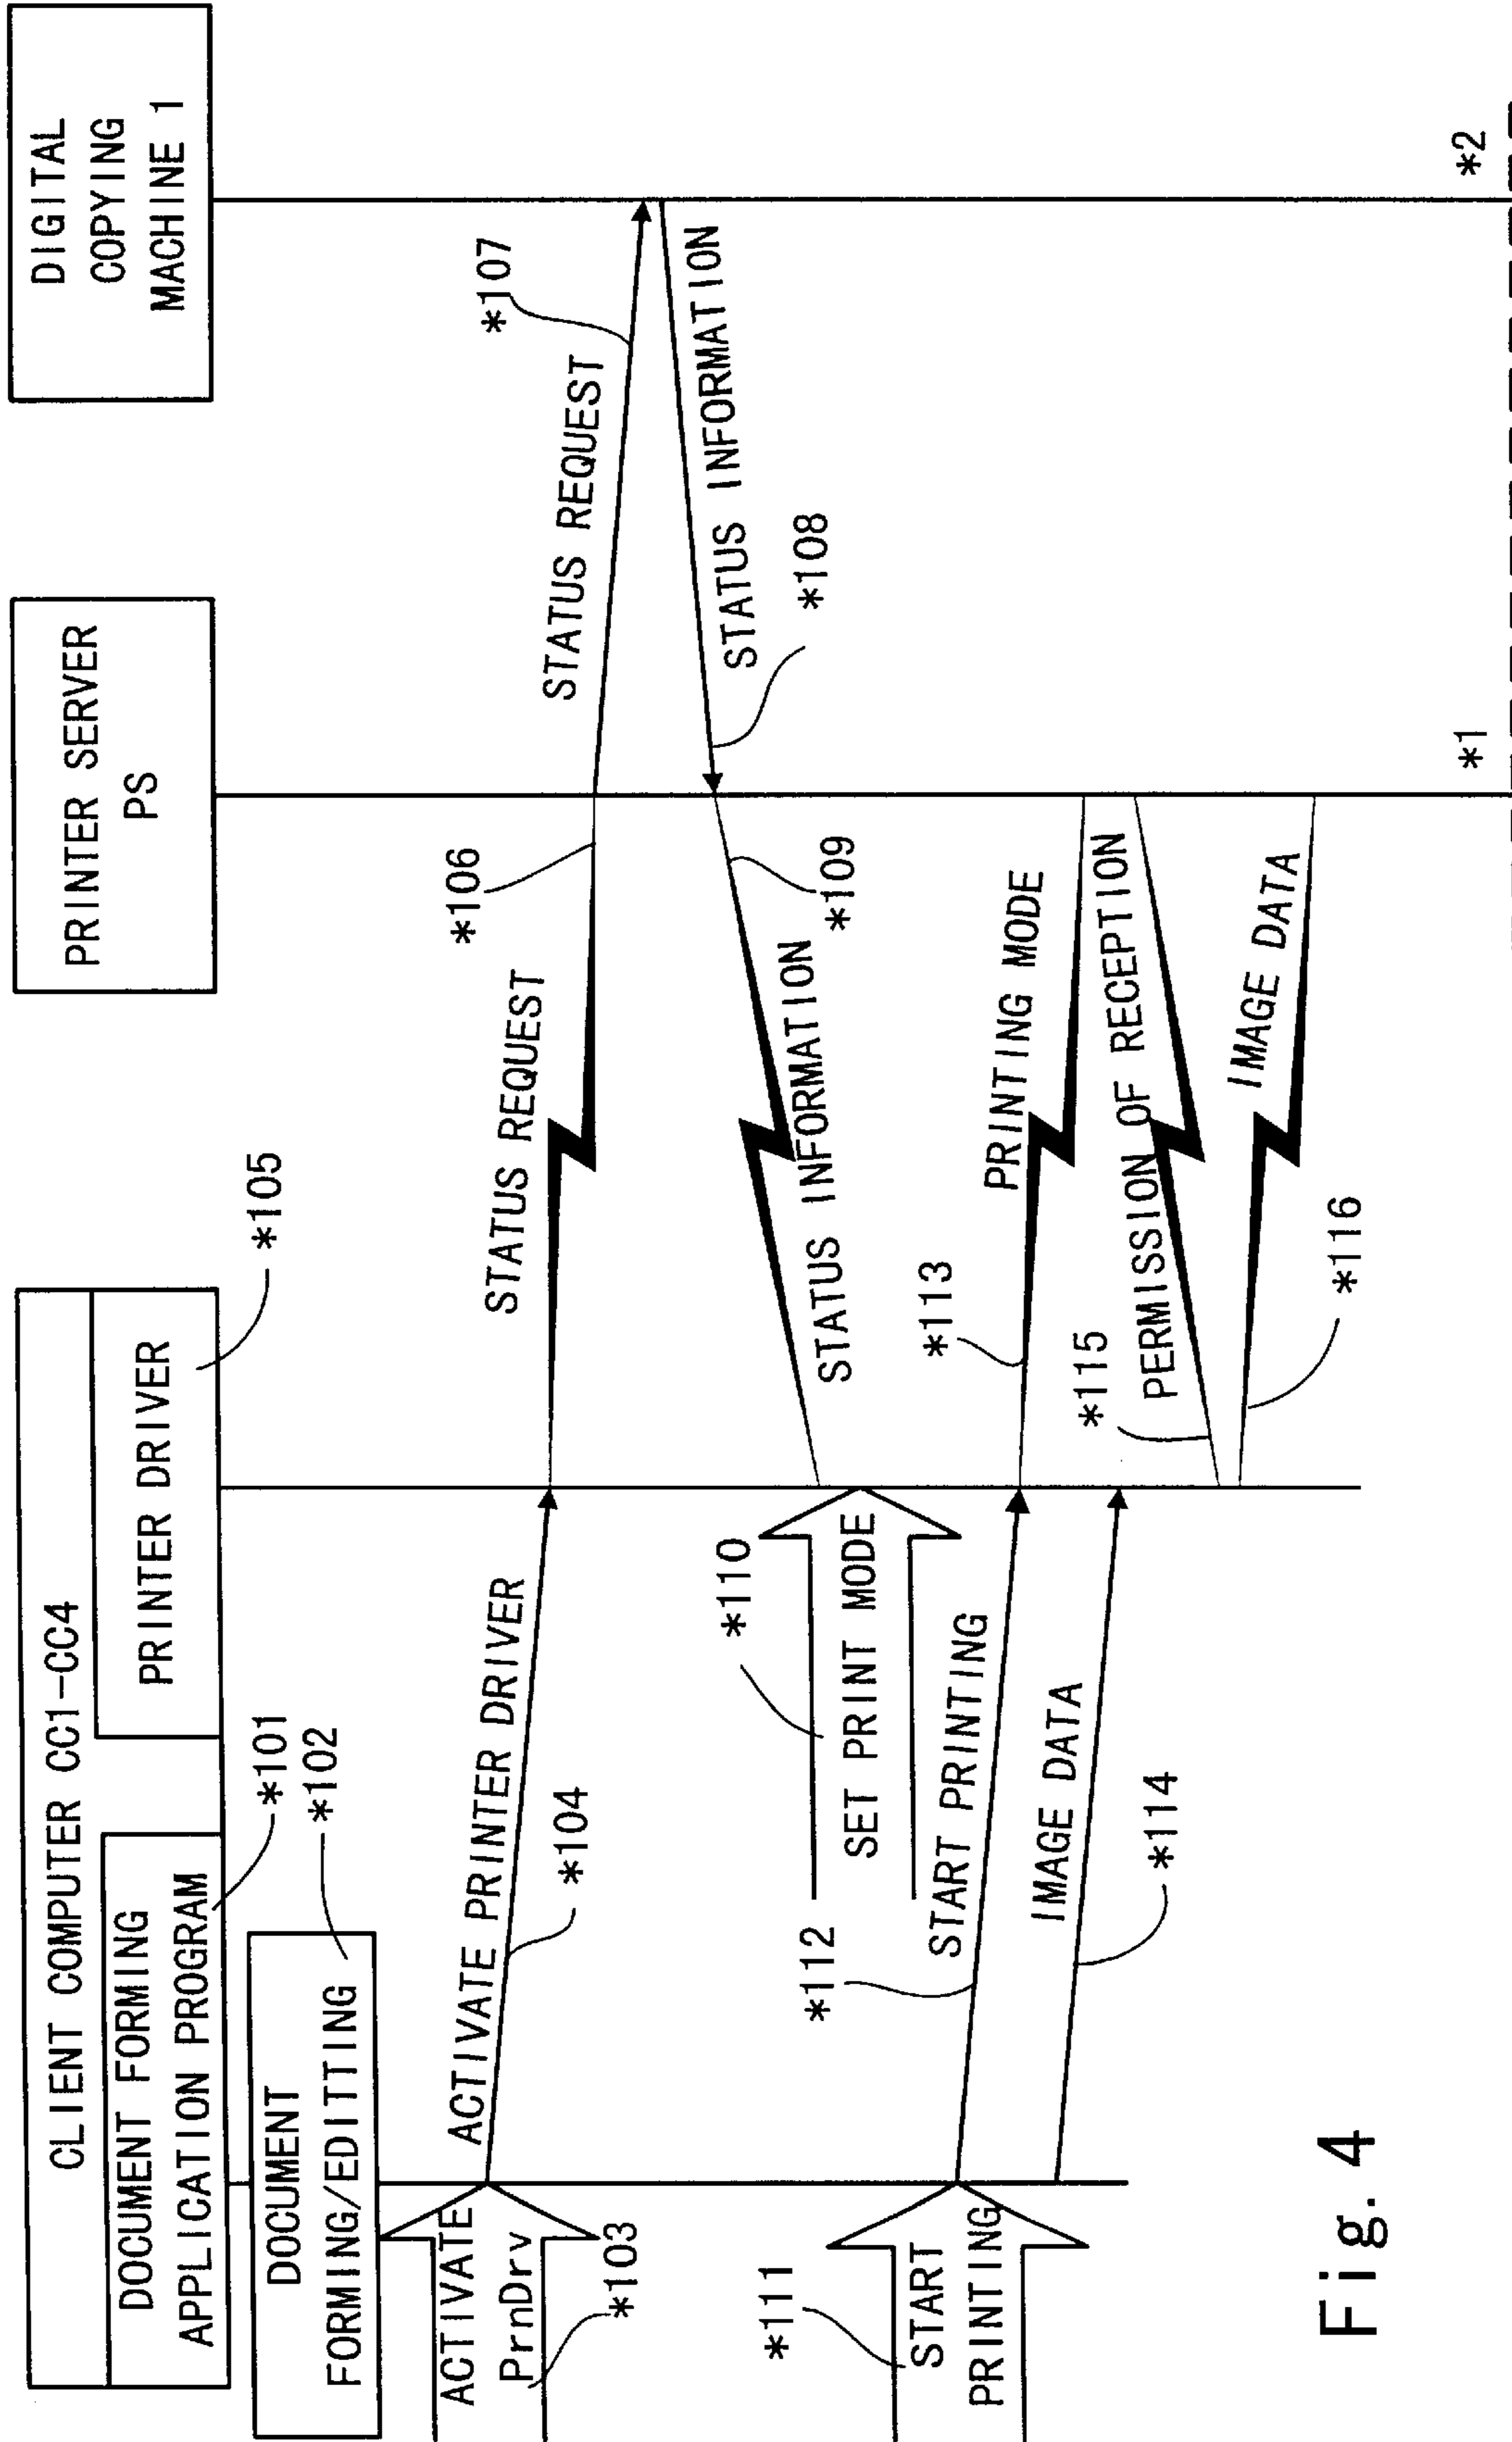 CLIENT COMPUTER CC1-CC4
DOCUMENT FORMING
APPLICATION PROGRAM
*101
PRINTER DRIVER
*105
PRINTER SERVER
PS
DIGITAL
COPYING
MACHINE 1
DOCUMENT
FORMING/EDITTING
*102
ACTIVATE
PrnDrv
*103
ACTIVATE PRINTER DRIVER
*104
STATUS REQUEST
*106
STATUS REQUEST
*107
STATUS INFORMATION
*108
STATUS INFORMATION
*109
SET PRINT MODE
*110
*111
START
PRINTING
*112
START PRINTING
*113
PRINTING MODE
IMAGE DATA
*114
*115
PERMISSION OF RECEPTION
IMAGE DATA
*116
*1
*2
Fig. 4